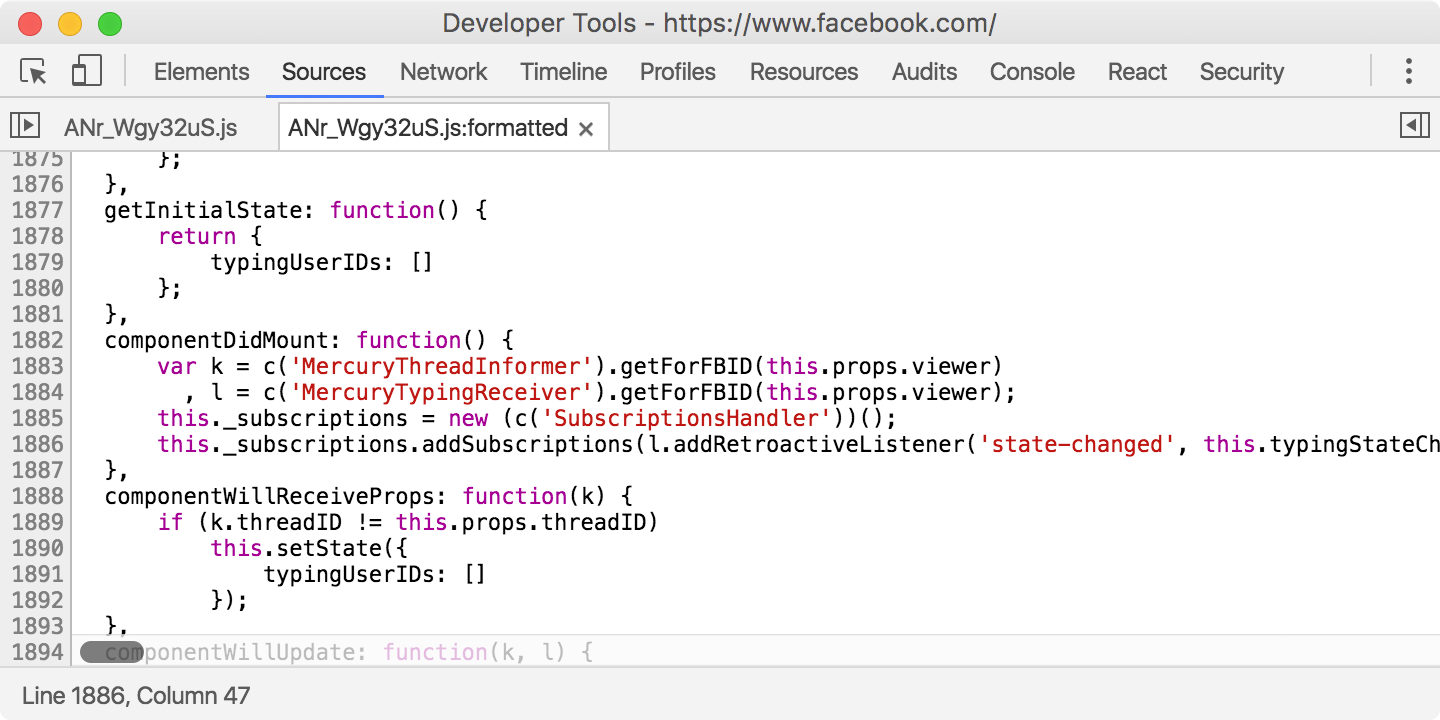 Developer Tools - https://www.facebook.com/
Elements Sources Network Timeline Profiles Resources Audits Console React Security
ANr_Wgy32uS.js ANr_Wgy32uS.js:formatted ×
1875 };
1876 },
1877 getInitialState: function() {
1878 return {
1879 typingUserIDs: []
1880 };
1881 },
1882 componentDidMount: function() {
1883 var k = c('MercuryThreadInformer').getForFBID(this.props.viewer)
1884 , l = c('MercuryTypingReceiver').getForFBID(this.props.viewer);
1885 this._subscriptions = new (c('SubscriptionsHandler'))();
1886 this._subscriptions.addSubscriptions(l.addRetroactiveListener('state-changed', this.typingStateCh
1887 },
1888 componentWillReceiveProps: function(k) {
1889 if (k.threadID != this.props.threadID)
1890 this.setState({
1891 typingUserIDs: []
1892 });
1893 },
1894 componentWillUpdate: function(k, l) {
Line 1886, Column 47